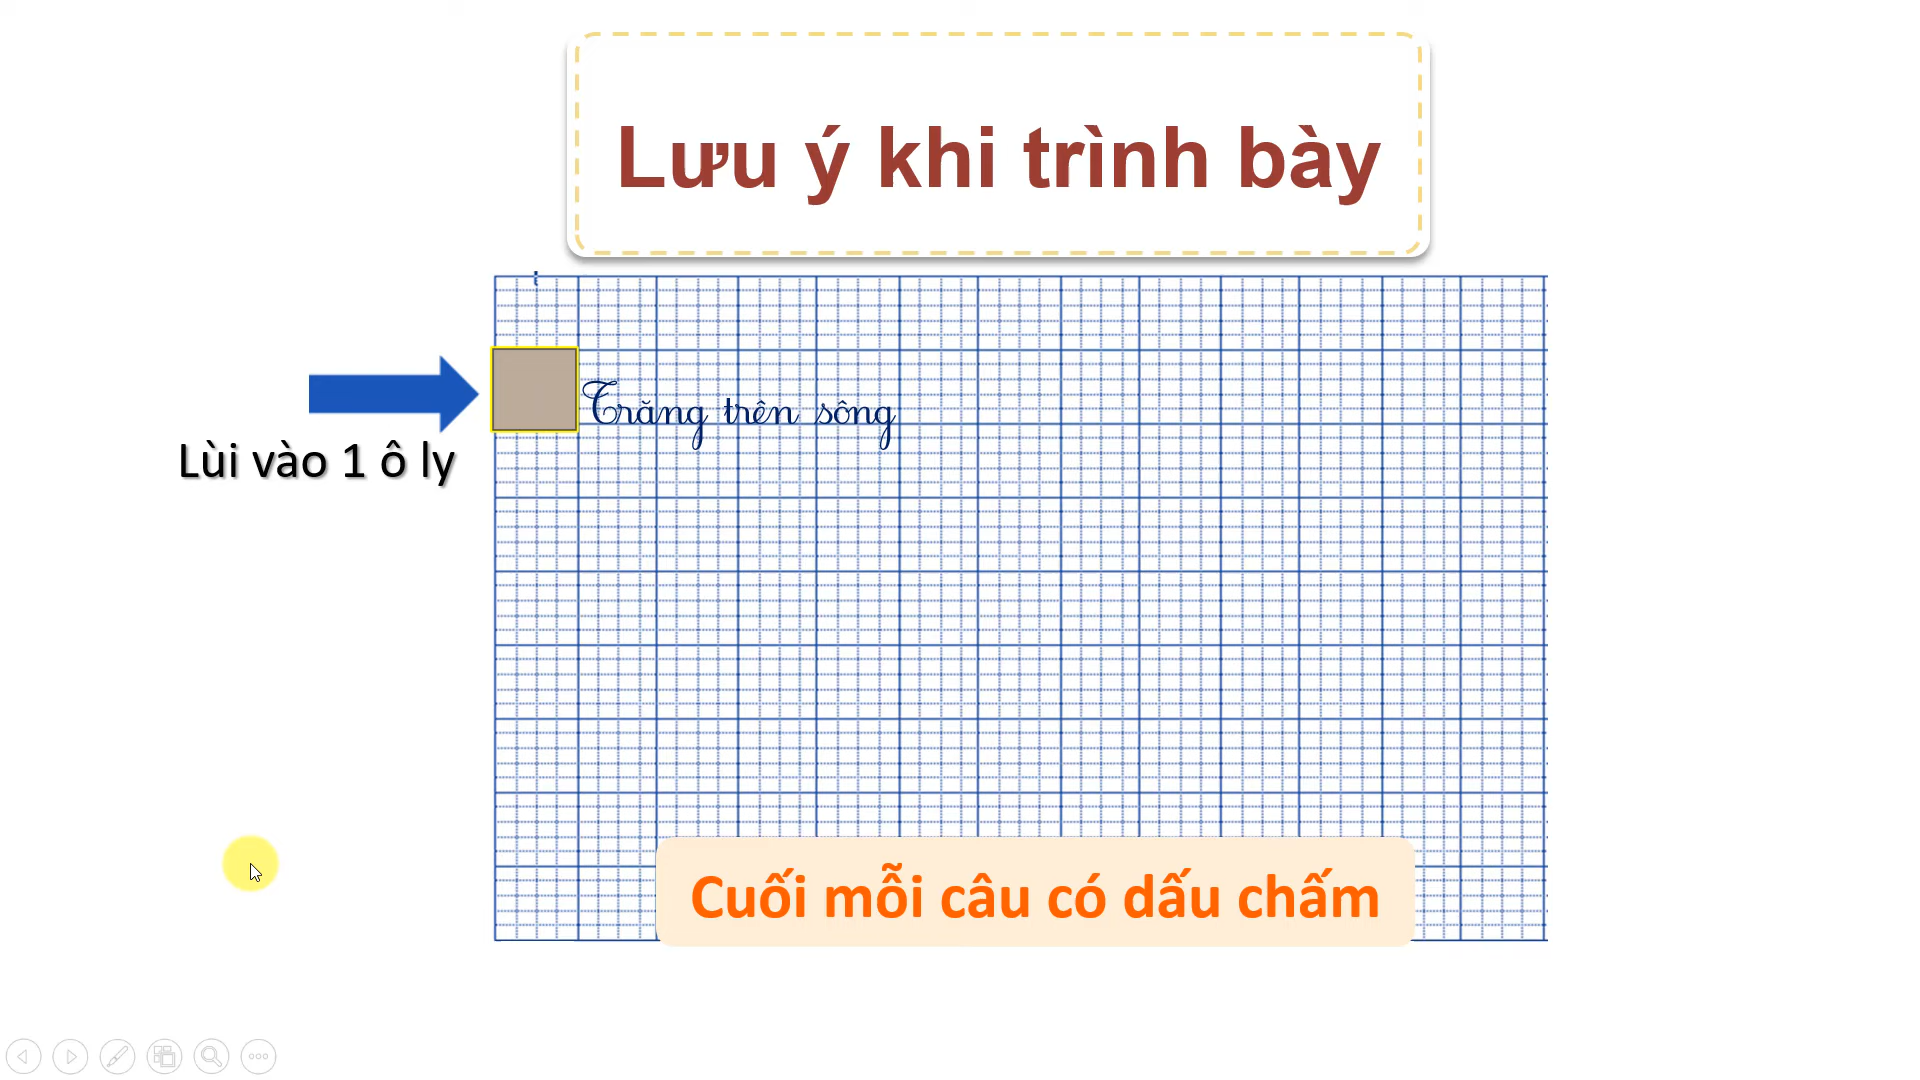 Lưu ý khi trình bày
Trăng trên sông
Lùi vào 1 ô ly
Cuối mỗi câu có dấu chấm